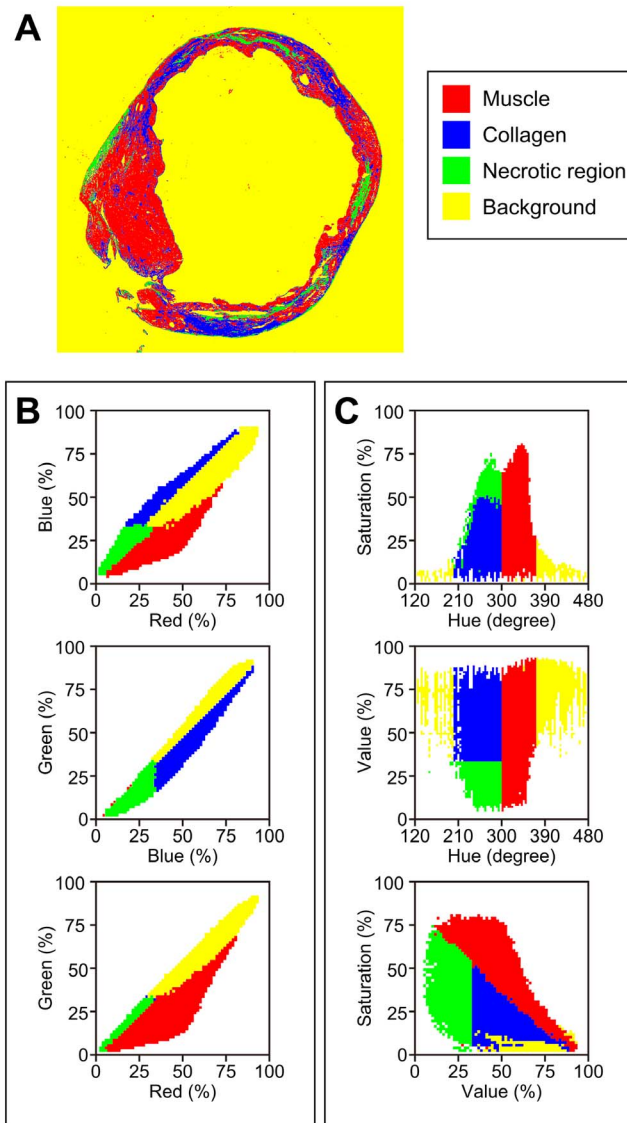 A
Muscle
Collagen
Necrotic region
Background
B
100
75
50
25
0
Blue (%)
0 25 50 75 100
Red (%)
100
75
50
25
0
Green (%)
0 25 50 75 100
Blue (%)
100
75
50
25
0
Green (%)
0 25 50 75 100
Red (%)
C
100
75
50
25
0
Saturation (%)
120 210 300 390 480
Hue (degree)
100
75
50
25
0
Value (%)
120 210 300 390 480
Hue (degree)
100
75
50
25
0
Saturation (%)
0 25 50 75 100
Value (%)